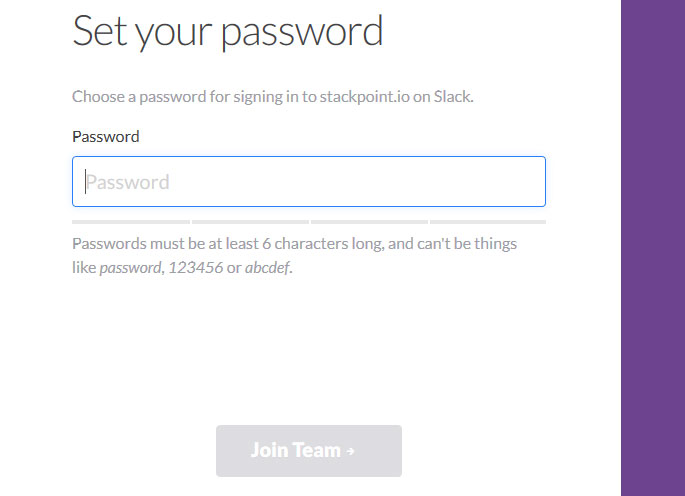 Set your password
Choose a password for signing in to stackpoint.io on Slack.
Password
Password
Passwords must be at least 6 characters long, and can't be things
like password, 123456 or abcdef.
Join Team →